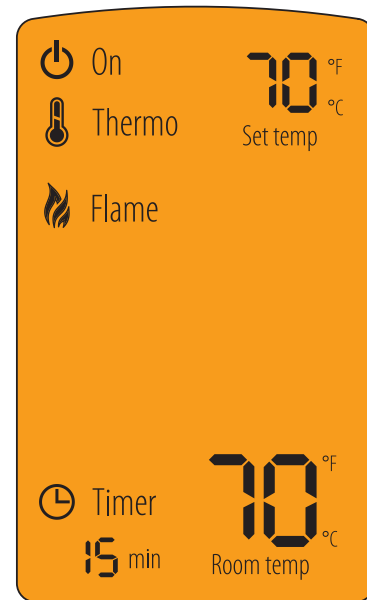 On 70 °F
°C
Thermo Set temp
Flame
70 °F
Timer °C
15 min Room temp